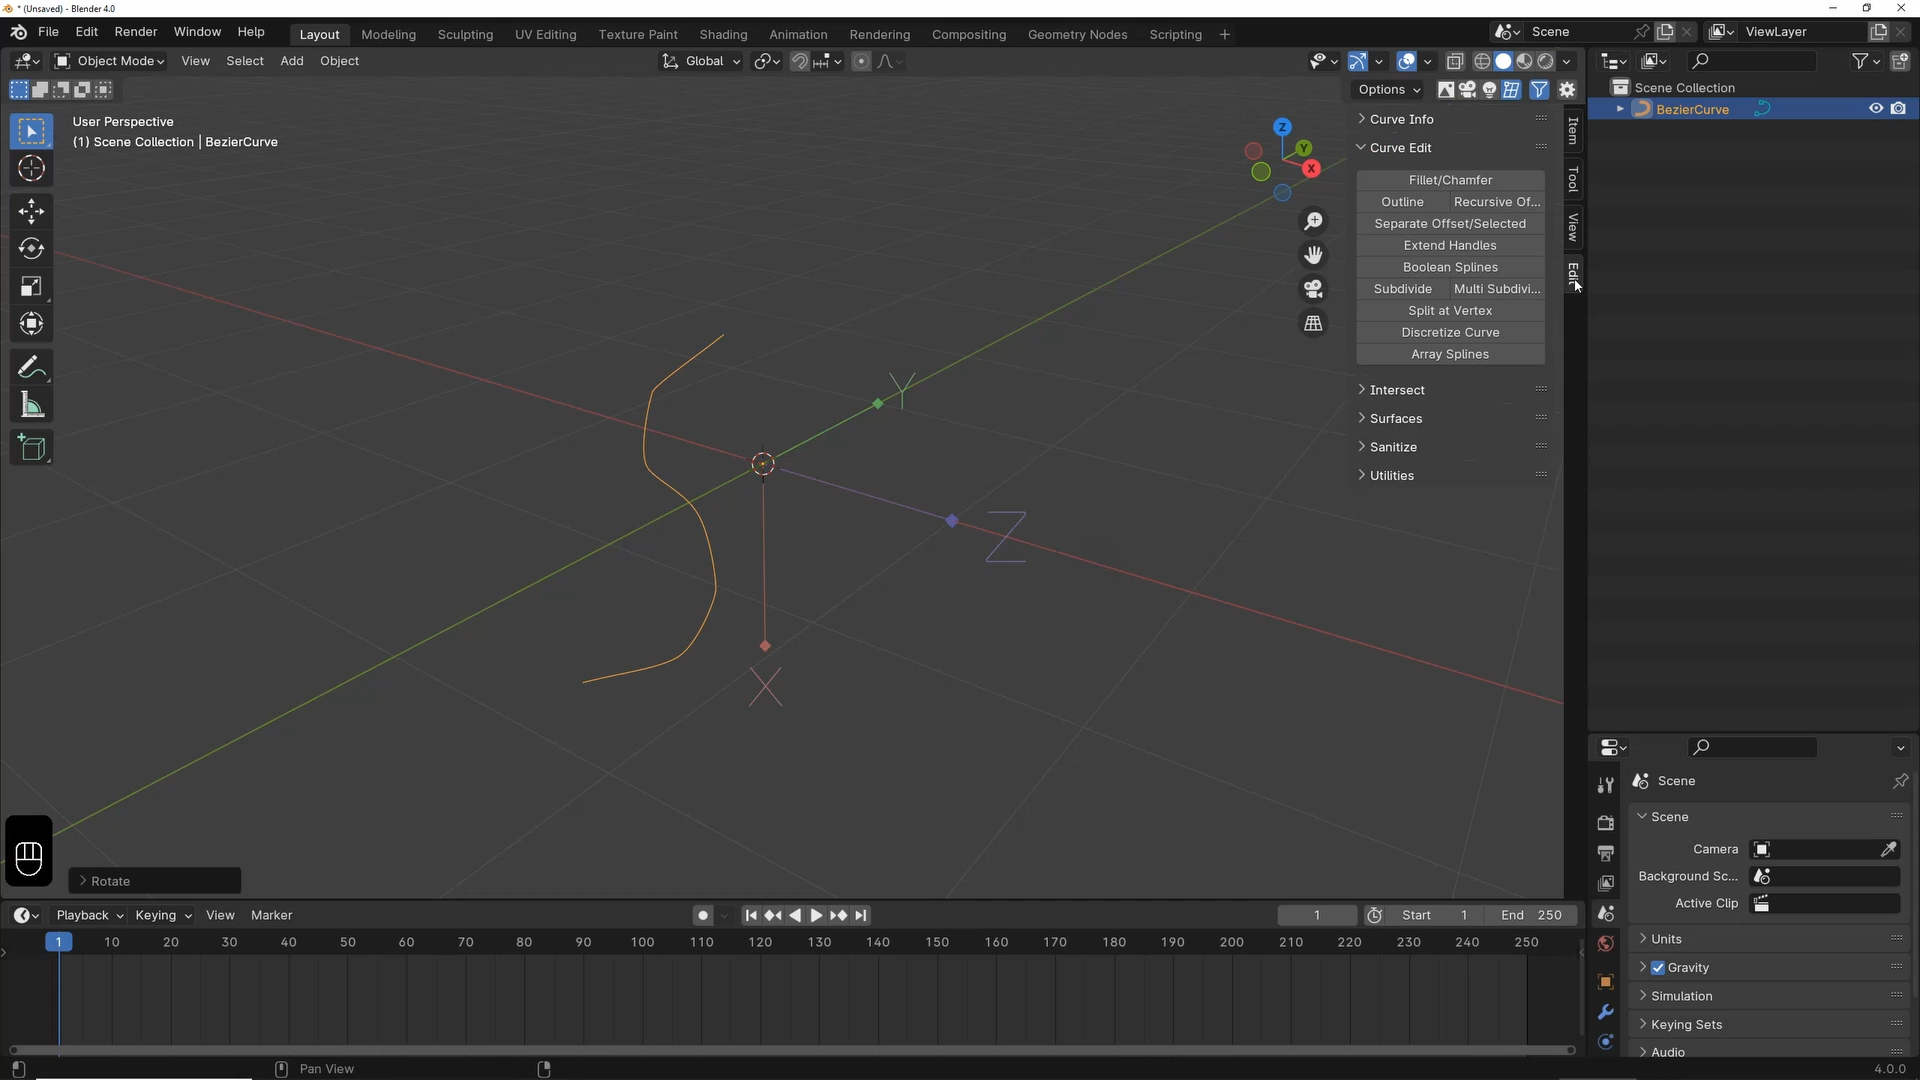 * (Unsaved) - Blender 4.0
File Edit Render Window Help Layout Modeling Sculpting UV Editing Texture Paint Shading Animation Rendering Compositing Geometry Nodes Scripting + Scene ViewLayer
Object Mode View Select Add Object Global
Options
User Perspective
(1) Scene Collection | BezierCurve
Z
Y
X
Curve Info
Curve Edit
Fillet/Chamfer
Outline Recursive Of...
Separate Offset/Selected
Extend Handles
Boolean Splines
Subdivide Multi Subdivi...
Split at Vertex
Discretize Curve
Array Splines
Intersect
Surfaces
Sanitize
Utilities
Item
Tool
View
Edit
Y
Z
X
Rotate
Scene Collection
BezierCurve
Scene
Scene
Camera
Background Sc...
Active Clip
Units
Gravity
Simulation
Keying Sets
Audio
Playback Keying View Marker 1 Start 1 End 250
1 10 20 30 40 50 60 70 80 90 100 110 120 130 140 150 160 170 180 190 200 210 220 230 240 250
Pan View
4.0.0